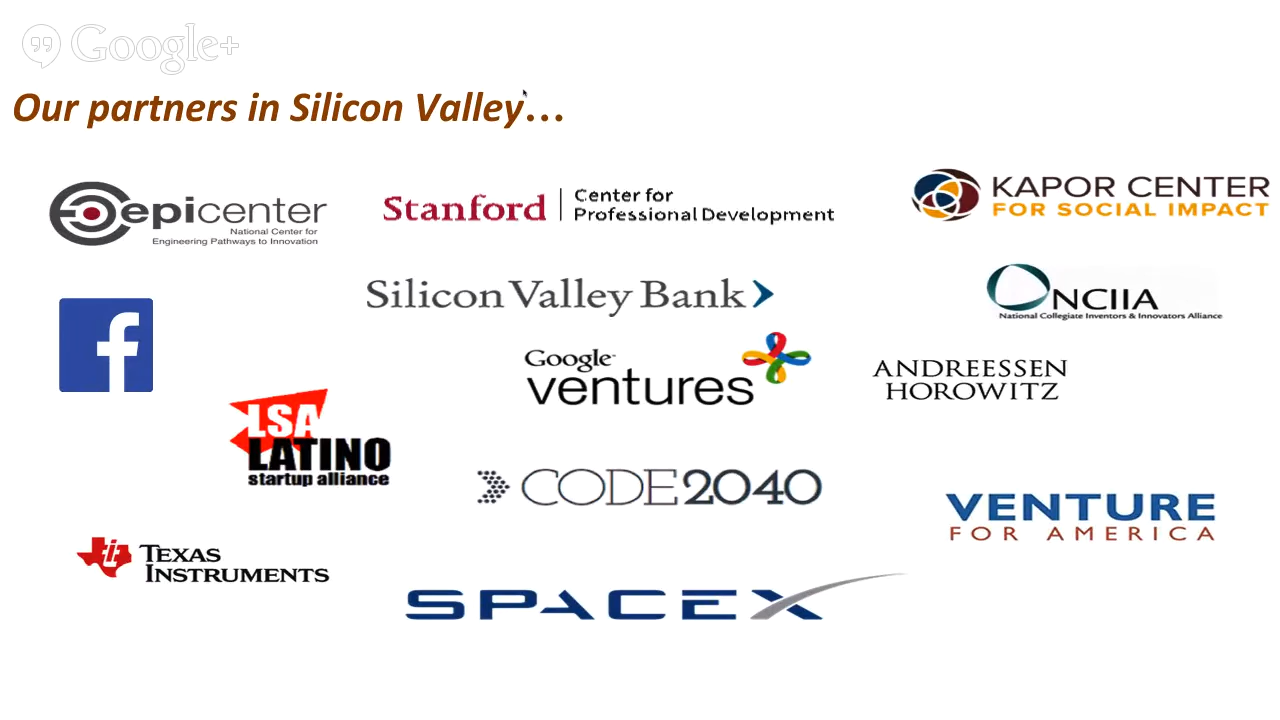 Google+
Our partners in Silicon Valley...
epicenter
National Center for
Engineering Pathways to Innovation
Stanford
Center for
Professional Development
KAPOR CENTER
FOR SOCIAL IMPACT
Silicon Valley Bank
NCIIA
National Collegiate Inventors & Innovators Alliance
f
Google
ventures
ANDREESSEN
HOROWITZ
LSA
LATINO
startup alliance
CODE2040
VENTURE
FOR AMERICA
TEXAS
INSTRUMENTS
SPACEX